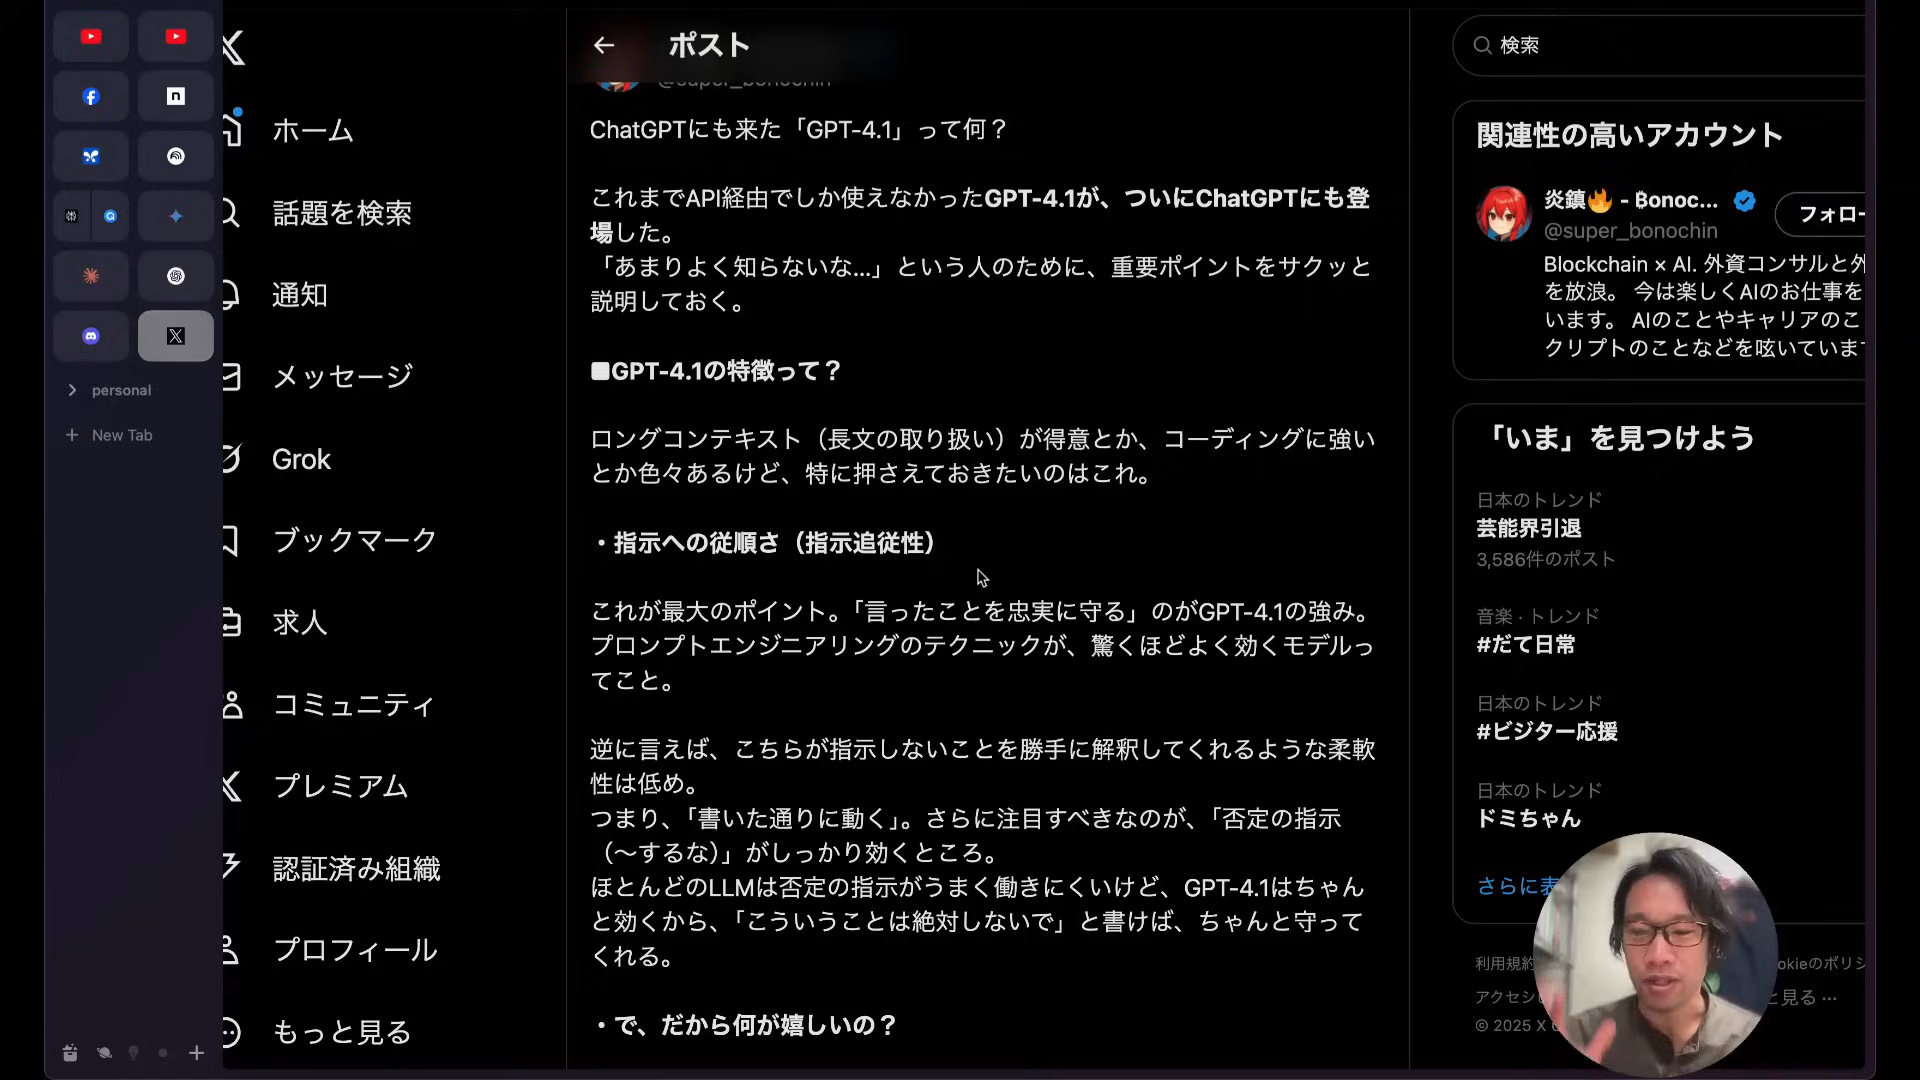 personal
New Tab
ホーム
話題を検索
通知
メッセージ
Grok
ブックマーク
求人
コミュニティ
プレミアム
認証済み組織
プロフィール
もっと見る
ポスト
@super_bonochin
ChatGPTにも来た「GPT-4.1」って何？
これまでAPI経由でしか使えなかったGPT-4.1が、ついにChatGPTにも登
場した。
「あまりよく知らないな…」という人のために、重要ポイントをサクッと
説明しておく。
■GPT-4.1の特徴って？
ロングコンテキスト（長文の取り扱い）が得意とか、コーディングに強い
とか色々あるけど、特に押さえておきたいのはこれ。
・指示への従順さ（指示追従性）
これが最大のポイント。「言ったことを忠実に守る」のがGPT-4.1の強み。
プロンプトエンジニアリングのテクニックが、驚くほどよく効くモデルっ
てこと。
逆に言えば、こちらが指示しないことを勝手に解釈してくれるような柔軟
性は低め。
つまり、「書いた通りに動く」。さらに注目すべきなのが、「否定の指示
（〜するな）」がしっかり効くところ。
ほとんどのLLMは否定の指示がうまく働きにくいけど、GPT-4.1はちゃん
と効くから、「こういうことは絶対しないで」と書けば、ちゃんと守って
くれる。
・で、だから何が嬉しいの？
検索
関連性の高いアカウント
炎鎮🔥 - ₿onoc...
フォロー
@super_bonochin
Blockchain × AI. 外資コンサルと外
を放浪。 今は楽しくAIのお仕事を
います。 AIのことやキャリアのこ
クリプトのことなどを呟いていま
「いま」を見つけよう
日本のトレンド
芸能界引退
3,586件のポスト
音楽・トレンド
#だて日常
日本のトレンド
#ビジター応援
日本のトレンド
ドミちゃん
さらに表
利用規約
okieのポリシ
アクセシ
と見る …
© 2025 X C